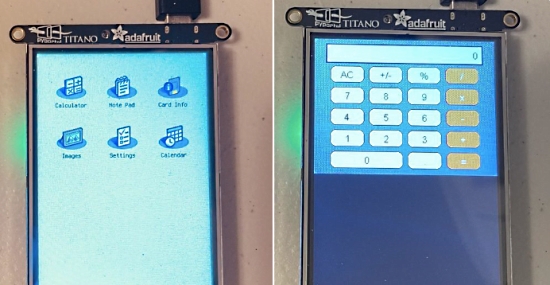 PyPortal TITANO adafruit
Calculator Note Pad Card Info
Images Settings Calendar
PyPortal TITANO adafruit
0
AC +/- % /
7 8 9 x
4 5 6 -
1 2 3 +
0 . =